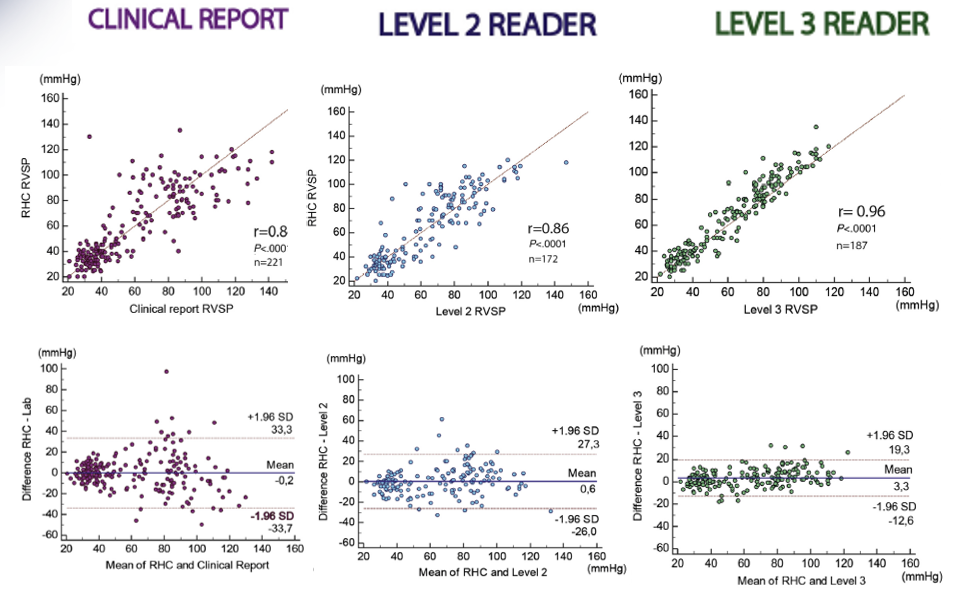 CLINICAL REPORT
LEVEL 2 READER
LEVEL 3 READER
(mmHg)
160
140
120
100
80
60
40
20
RHC RVSP
20 40 60 80 100 120 140
Clinical report RVSP
r=0.8
P<.000
n=221
(mmHg)
160
140
120
100
80
60
40
20
RHC RVSP
20 40 60 80 100 120 140 160
Level 2 RVSP
(mmHg)
r=0.86
P<.0001
n=172
(mmHg)
160
140
120
100
80
60
40
20
RHC RVSP
20 40 60 80 100 120 140 160
Level 3 RVSP
(mmHg)
r= 0.96
P<.0001
n=187
(mmHg)
100
80
60
40
20
0
-20
-40
-60
Difference RHC - Lab
+1.96 SD
33,3
Mean
-0,2
-1.96 SD
-33,7
20 40 60 80 100 120 140 160
Mean of RHC and Clinical Report
(mmHg)
100
80
60
40
20
0
-20
-40
-60
Difference RHC - Level 2
+1.96 SD
27,3
Mean
0,6
-1.96 SD
-26,0
20 40 60 80 100 120 140 160
Mean of RHC and Level 2
(mmHg)
(mmHg)
100
80
60
40
20
0
-20
-40
-60
Difference RHC - Level 3
+1.96 SD
19,3
Mean
3,3
-1.96 SD
-12,6
20 40 60 80 100 120 140 160
Mean of RHC and Level 3
(mmHg)